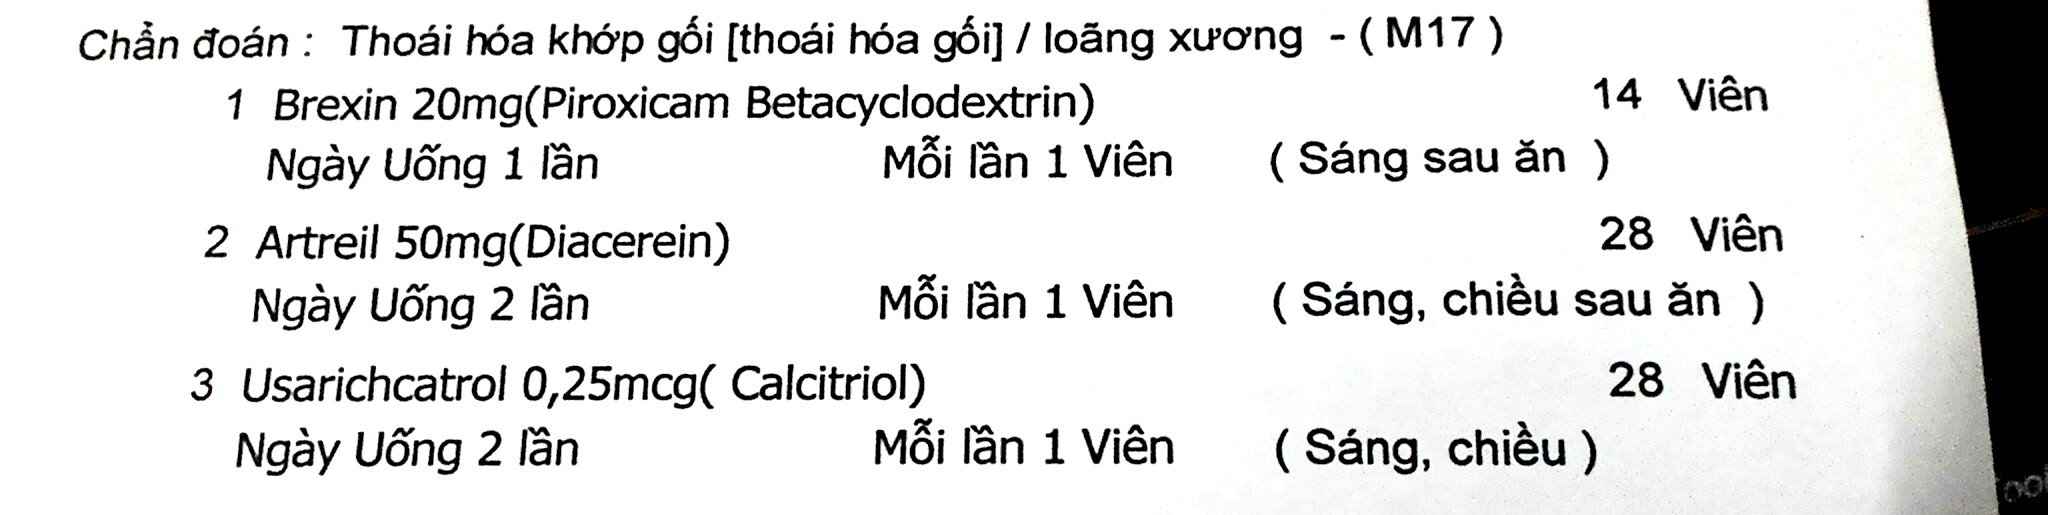 Chẩn đoán : Thoái hóa khớp gối [thoái hóa gối] / loãng xương - ( M17 )
1 Brexin 20mg(Piroxicam Betacyclodextrin) 14 Viên
Ngày Uống 1 lần Mỗi lần 1 Viên ( Sáng sau ăn )
2 Artreil 50mg(Diacerein) 28 Viên
Ngày Uống 2 lần Mỗi lần 1 Viên ( Sáng, chiều sau ăn )
3 Usarichcatrol 0,25mcg( Calcitriol) 28 Viên
Ngày Uống 2 lần Mỗi lần 1 Viên ( Sáng, chiều )